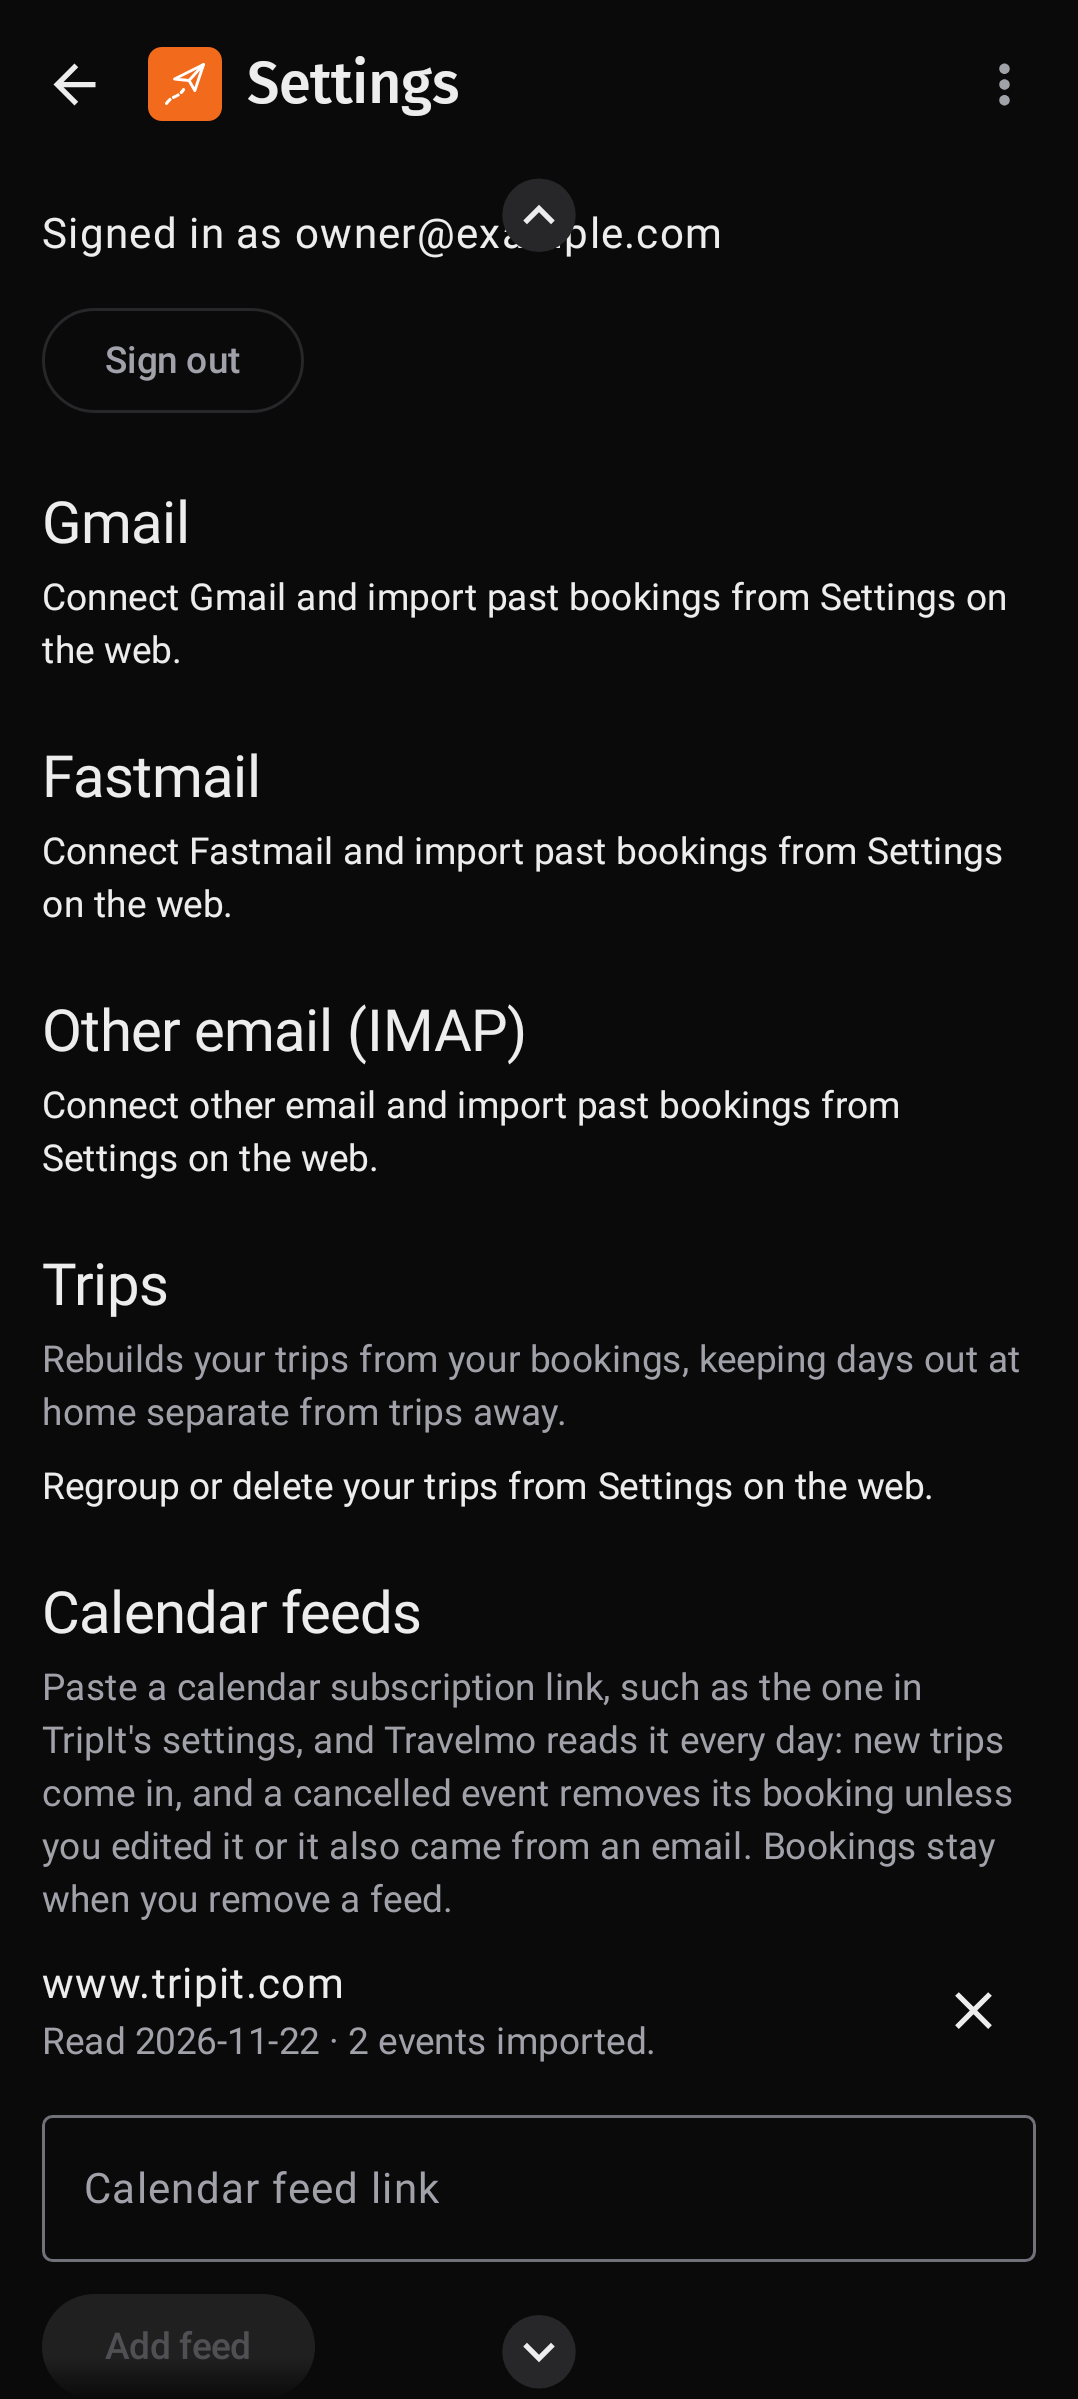 Settings
Signed in as owner@exa ple.com
Sign out
Gmail
Connect Gmail and import past bookings from Settings on
the web.
Fastmail
Connect Fastmail and import past bookings from Settings
on the web.
Other email (IMAP)
Connect other email and import past bookings from
Settings on the web.
Trips
Rebuilds your trips from your bookings, keeping days out at
home separate from trips away.
Regroup or delete your trips from Settings on the web.
Calendar feeds
Paste a calendar subscription link, such as the one in
TripIt's settings, and Travelmo reads it every day: new trips
come in, and a cancelled event removes its booking unless
you edited it or it also came from an email. Bookings stay
when you remove a feed.
www.tripit.com
Read 2026-11-22 · 2 events imported.
Calendar feed link
Add feed